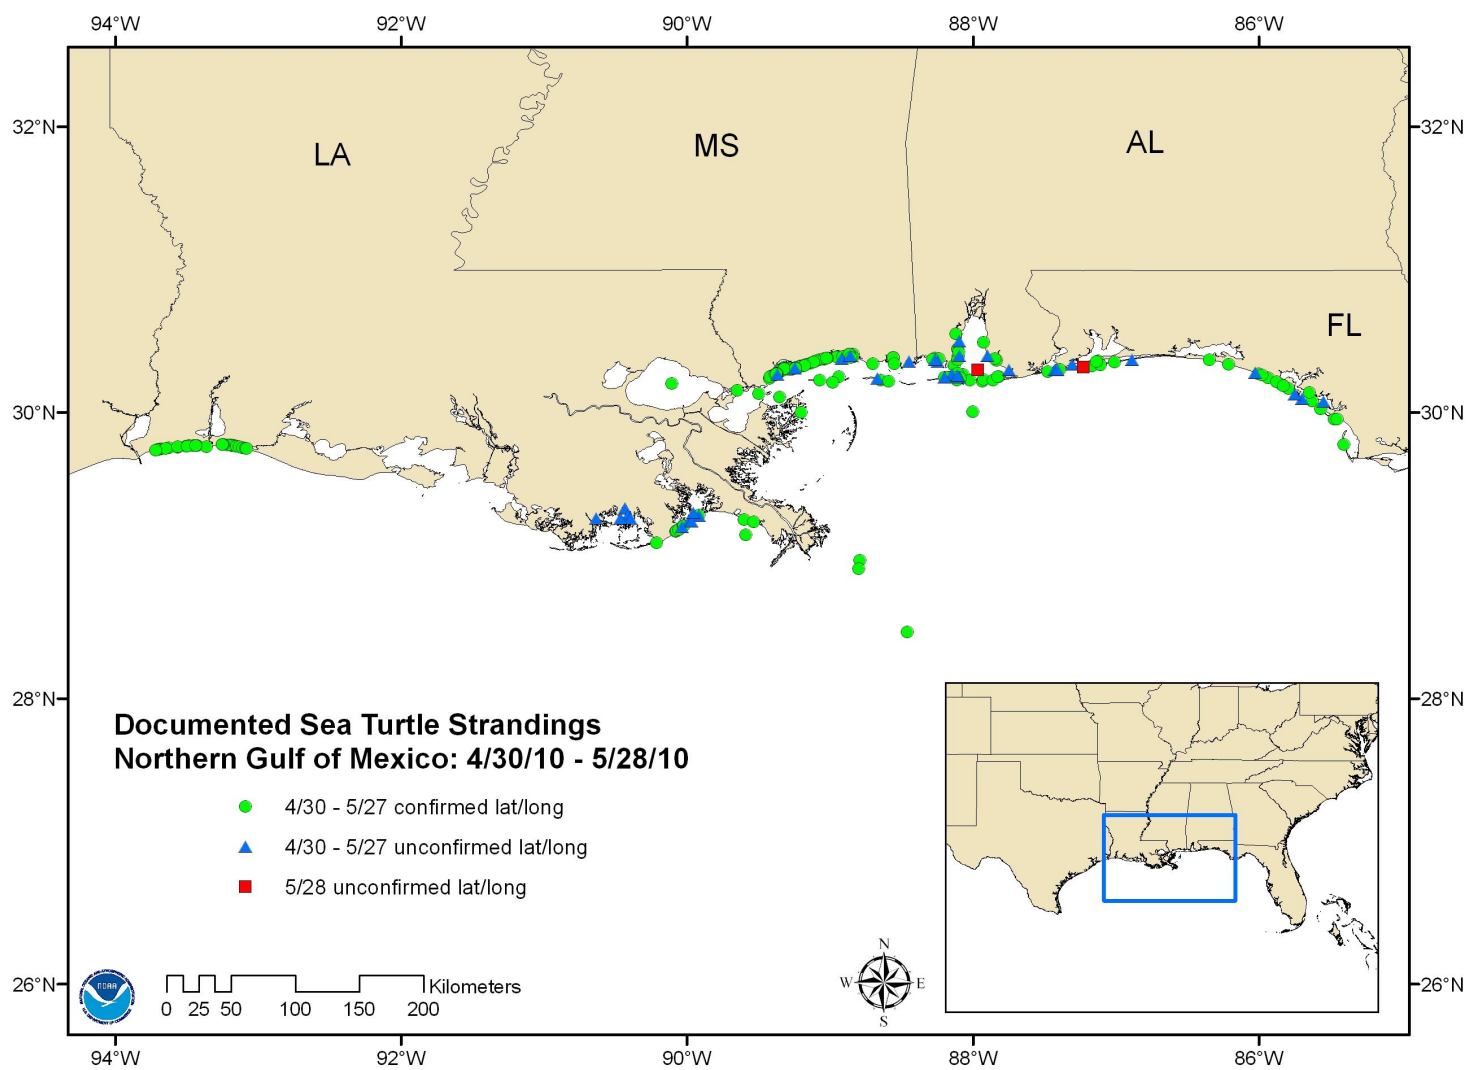 94°W 92°W 90°W 88°W 86°W
32°N 32°N
LA MS AL
FL
30°N 30°N
28°N 28°N
Documented Sea Turtle Strandings
Northern Gulf of Mexico: 4/30/10 - 5/28/10
4/30 - 5/27 confirmed lat/long
4/30 - 5/27 unconfirmed lat/long
5/28 unconfirmed lat/long
N
W E
S
26°N 26°N
NOAA
Kilometers
0 25 50 100 150 200
94°W 92°W 90°W 88°W 86°W